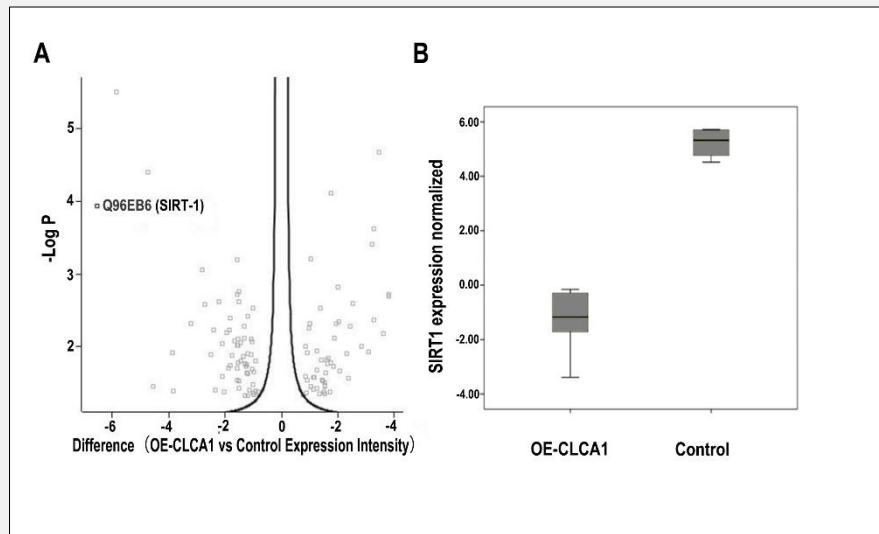 A
B
-Log P
5
4
3
2
Q96EB6 (SIRT-1)
-6
-4
-2
0
-2
-4
Difference （OE-CLCA1 vs Control Expression Intensity）
SIRT1 expression normalized
6.00
4.00
2.00
0.00
-2.00
-4.00
OE-CLCA1
Control